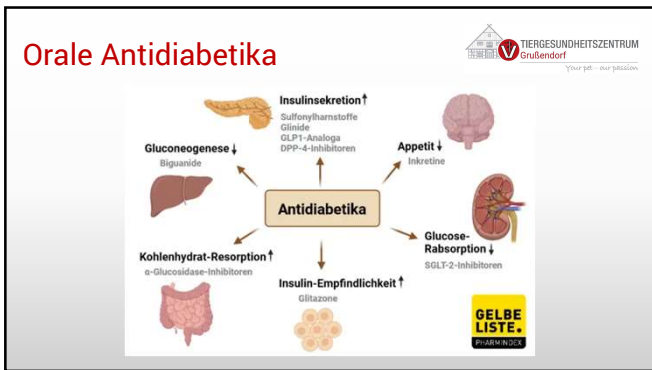 Orale Antidiabetika
TIERGESUNDHEITSZENTRUM
Grußendorf
Your pet - our passion
Insulinsekretion↑
Sulfonylharnstoffe
Glinide
GLP1-Analoga
DPP-4-Inhibitoren
Gluconeogenese↓
Biguanide
Appetit ↓
Inkretine
Antidiabetika
Kohlenhydrat-Resorption↑
α-Glucosidase-Inhibitoren
Glucose-
Rabsorption↓
SGLT-2-Inhibitoren
Insulin-Empfindlichkeit↑
Glitazone
GELBE
LISTE.
PHARMINDEX